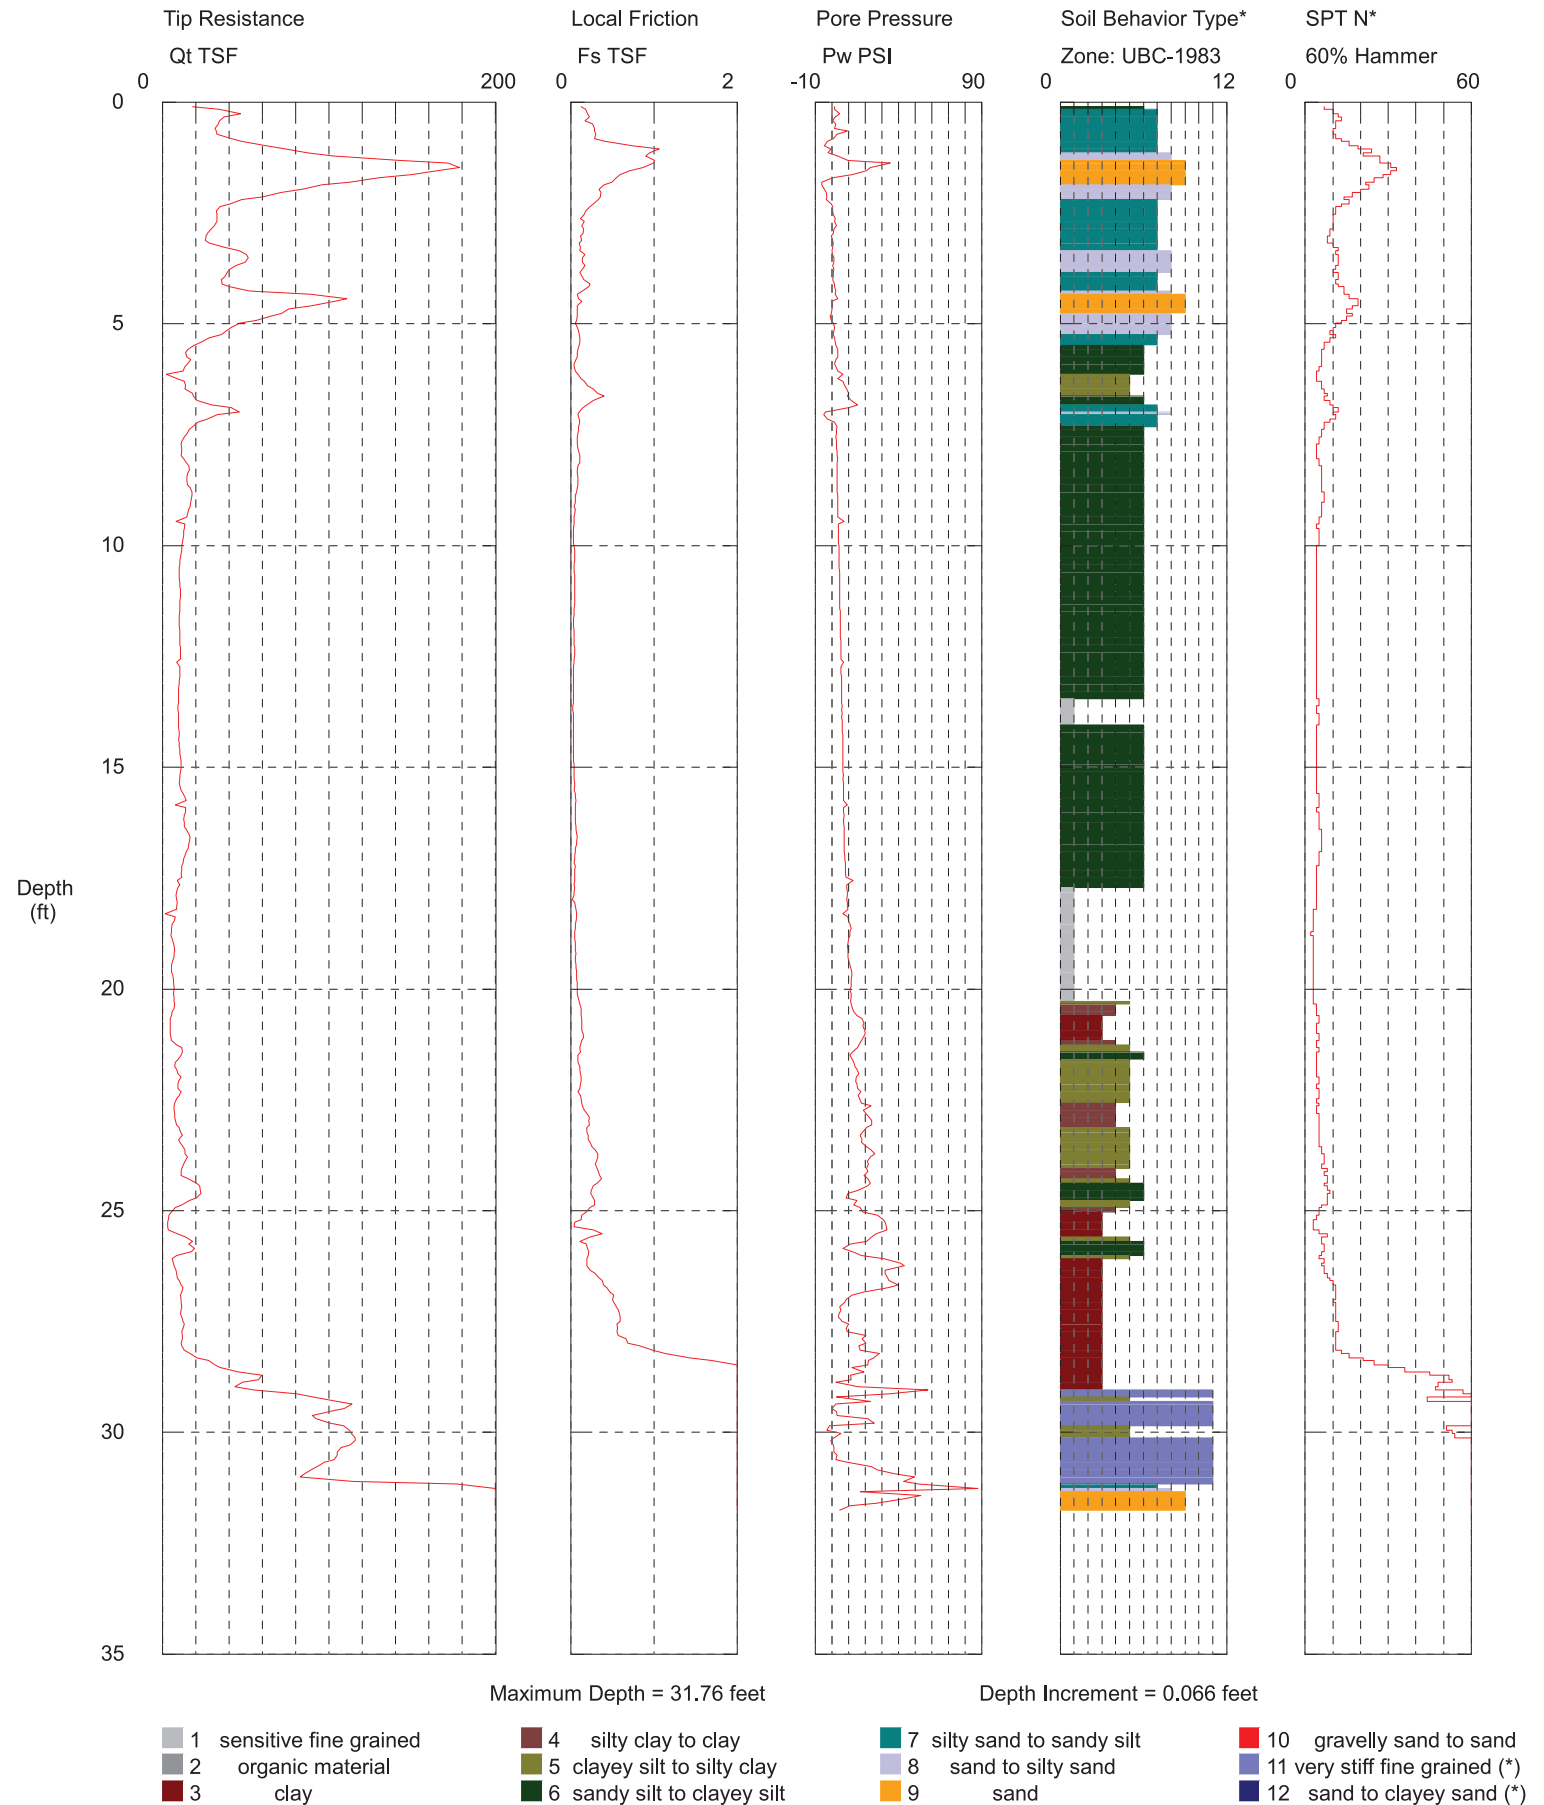 Tip Resistance Local Friction Pore Pressure Soil Behavior Type* SPT N*
Qt TSF Fs TSF Pw PSI Zone: UBC-1983 60% Hammer
0 200 0 2 -10 90 0 12 0 60
0
5
10
15
Depth
(ft)
20
25
30
35
Maximum Depth = 31.76 feet Depth Increment = 0.066 feet
1 sensitive fine grained 4 silty clay to clay 7 silty sand to sandy silt 10 gravelly sand to sand
2 organic material 5 clayey silt to silty clay 8 sand to silty sand 11 very stiff fine grained (*)
3 clay 6 sandy silt to clayey silt 9 sand 12 sand to clayey sand (*)